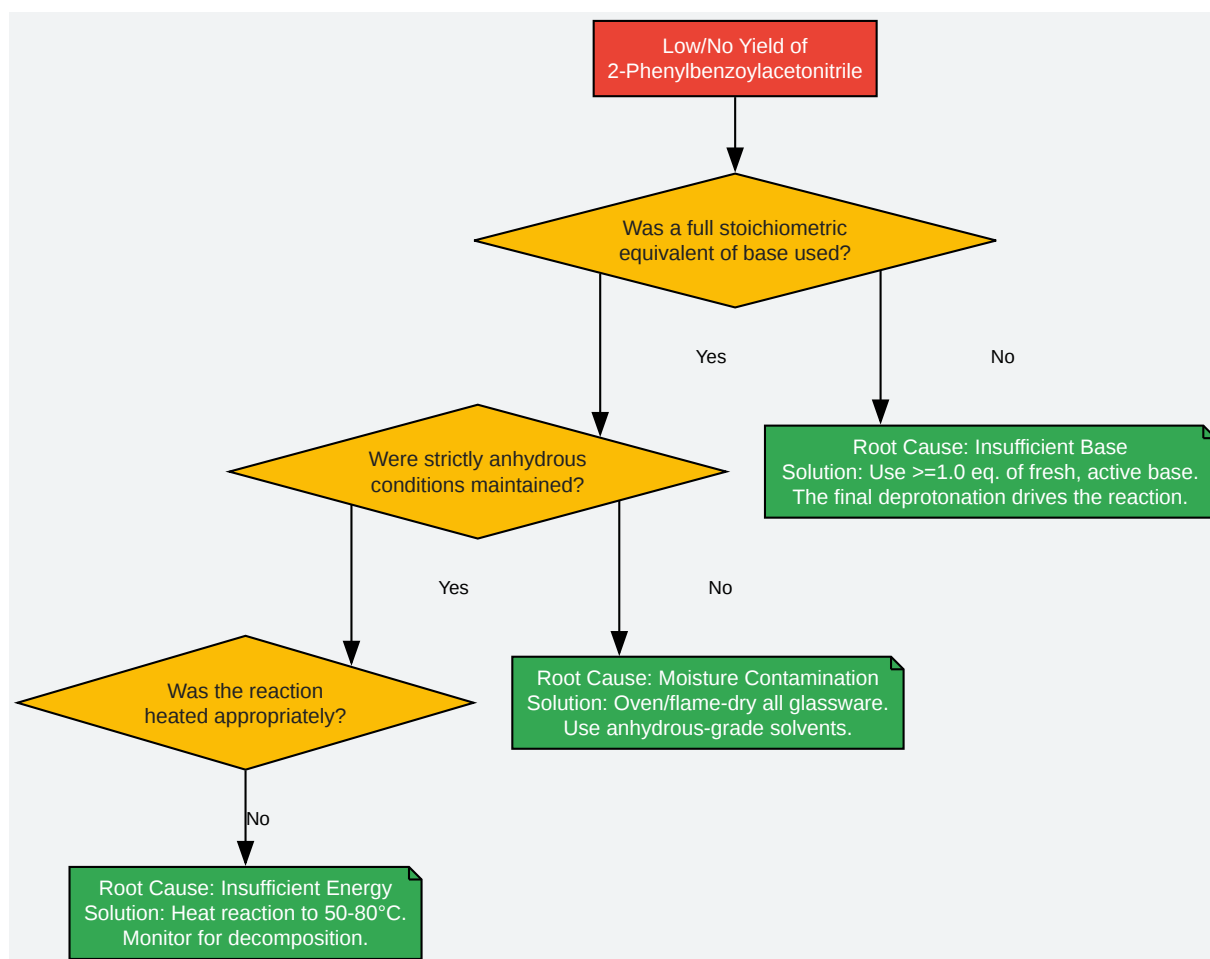 Low/No Yield of
2-Phenylbenzoylacetonitrile
Was a full stoichiometric
equivalent of base used?
Yes
No
Were strictly anhydrous
conditions maintained?
Root Cause: Insufficient Base
Solution: Use >=1.0 eq. of fresh, active base.
The final deprotonation drives the reaction.
Yes
No
Was the reaction
heated appropriately?
Root Cause: Moisture Contamination
Solution: Oven/flame-dry all glassware.
Use anhydrous-grade solvents.
No
Root Cause: Insufficient Energy
Solution: Heat reaction to 50-80°C.
Monitor for decomposition.